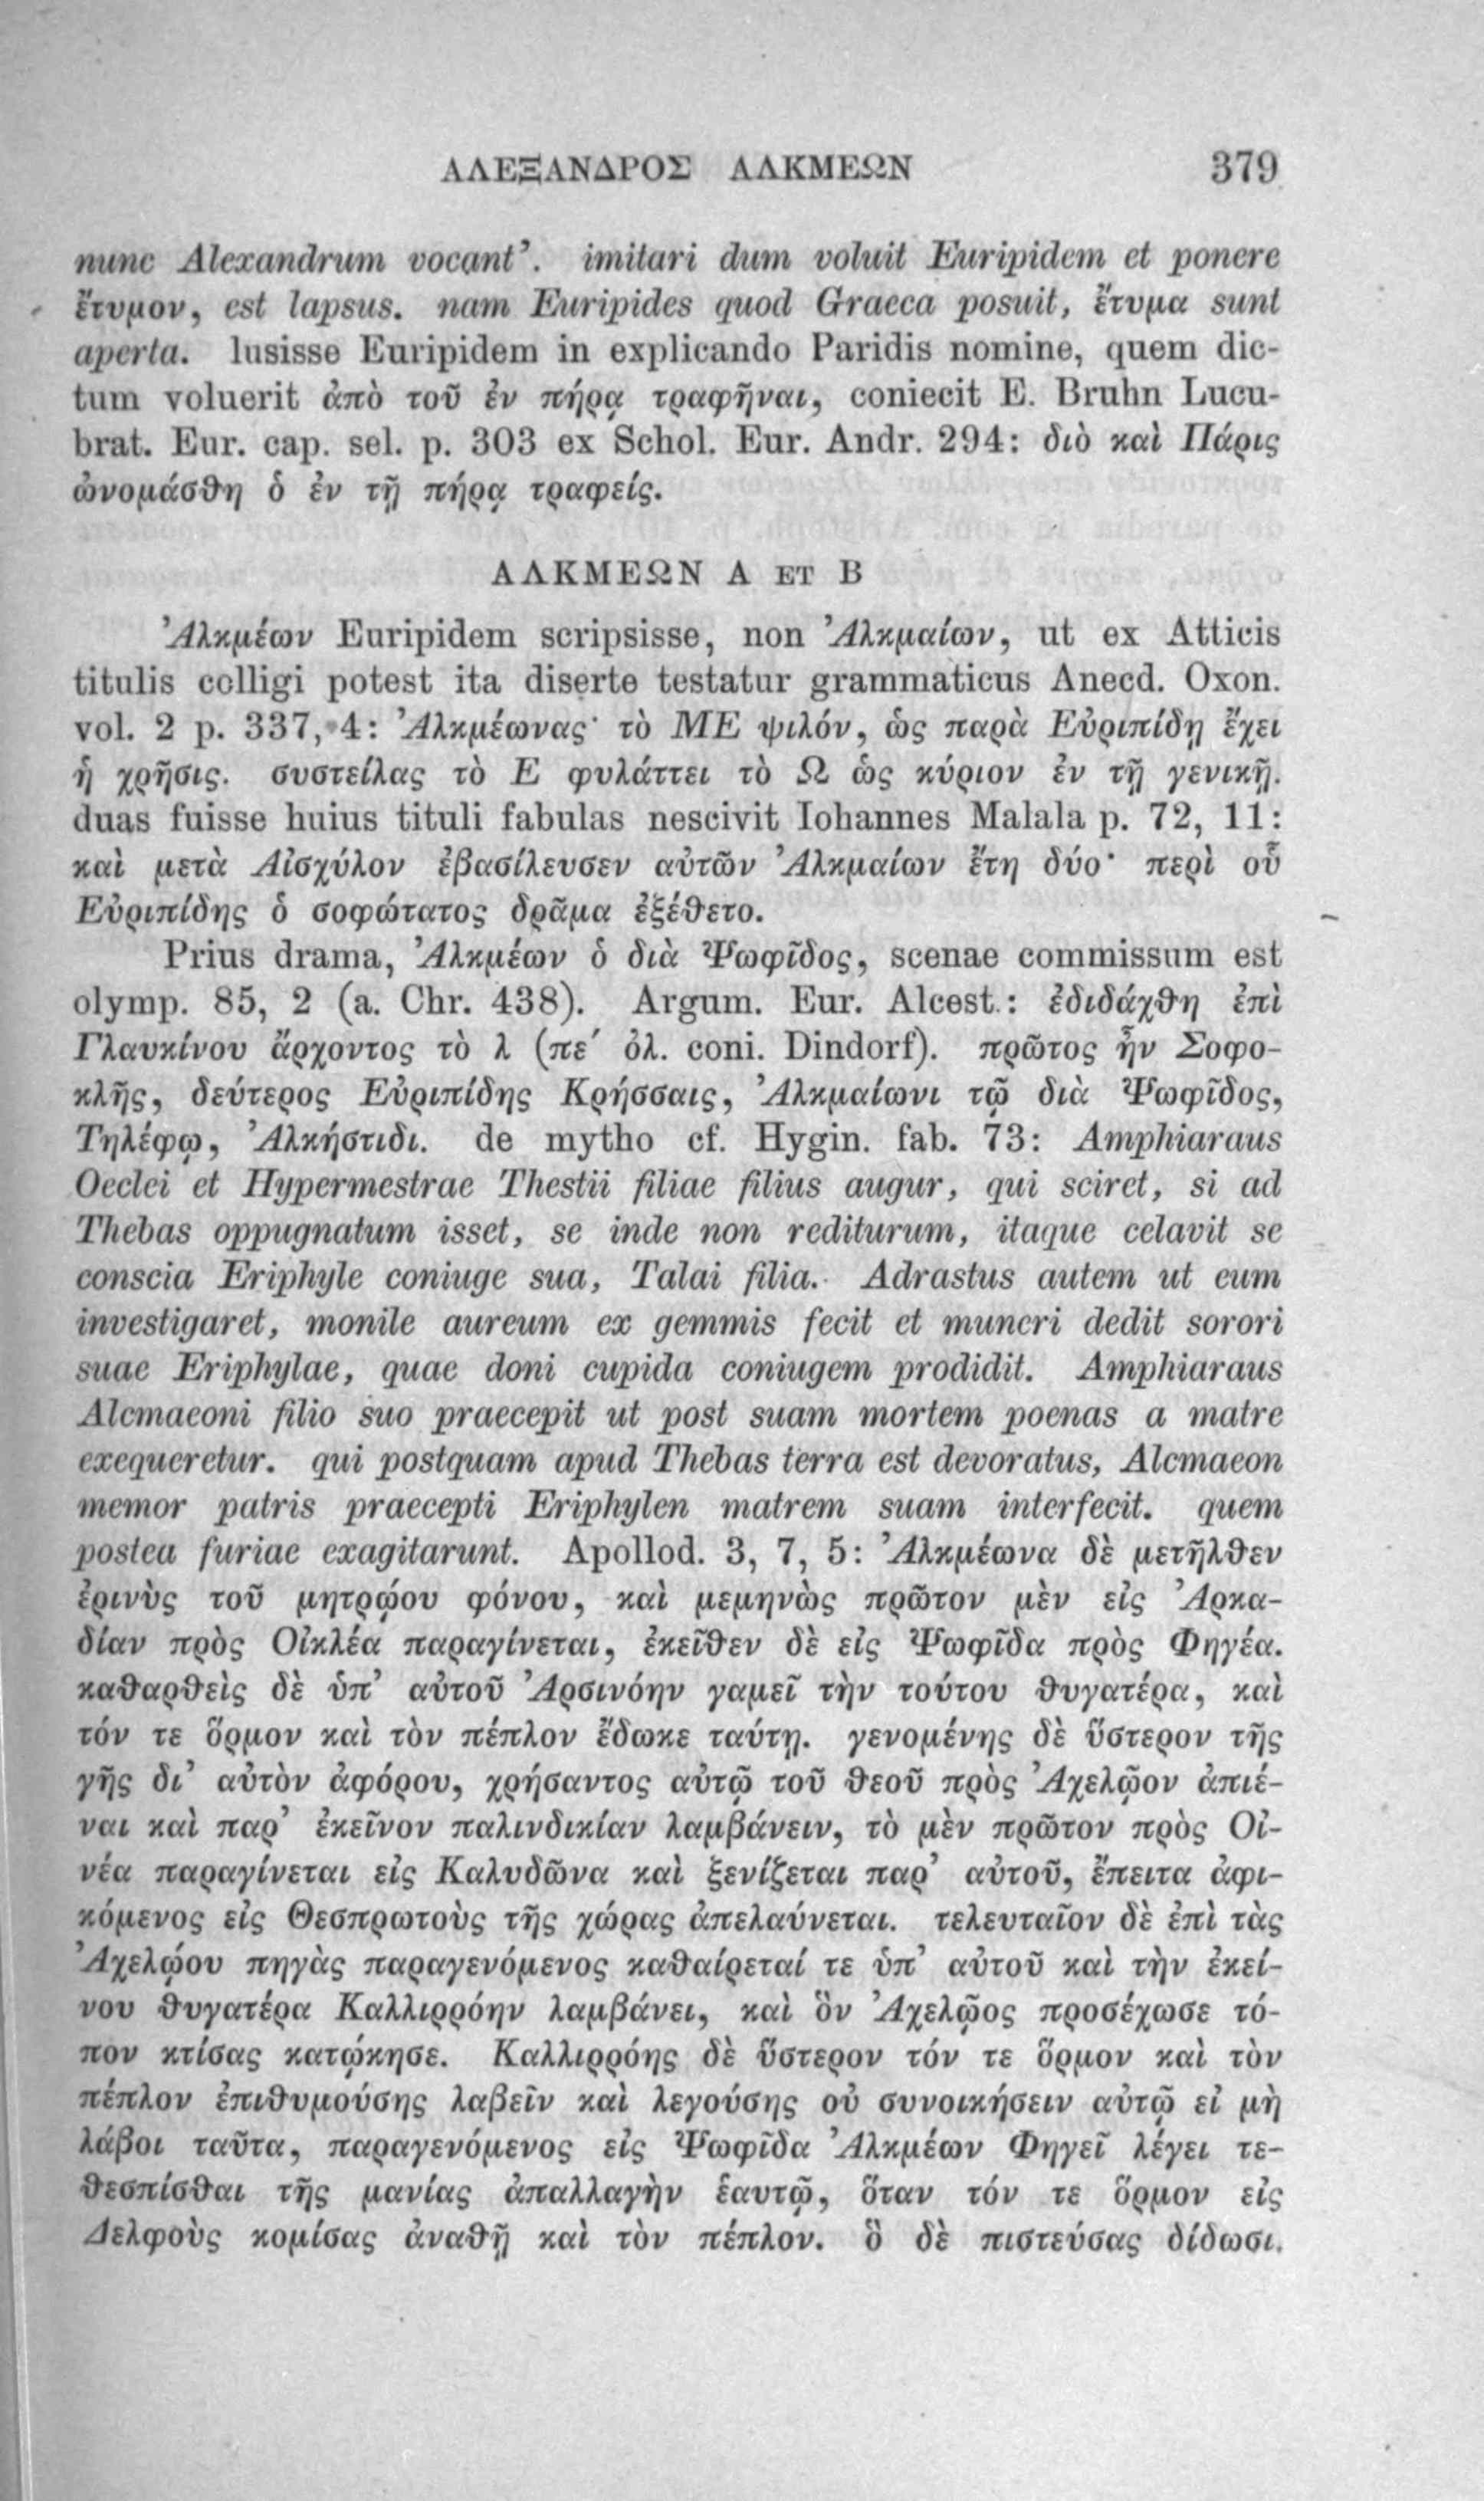 ΑΛΕΞΑΝΔΡΟΣ ΑΛΚΜΕΩΝ 379
nunc Alexandrum vocant’. imitari dum voluit Euripidem et ponere
ἔτυμον, est lapsus. nam Euripides quod Graeca posuit, ἔτυμα sunt
aperta. lusisse Euripidem in explicando Paridis nomine, quem dic-
tum voluerit ἀπὸ τοῦ ἐν πήρᾳ τραφῆναι, coniecit E. Bruhn Lucu-
brat. Eur. cap. sel. p. 303 ex Schol. Eur. Andr. 294: διὸ καὶ Πάρις
ὠνομάσθη ὁ ἐν τῇ πήρᾳ τραφείς.
ΑΛΚΜΕΩΝ Α ET Β
Ἀλκμέων Euripidem scripsisse, non Ἀλκμαίων, ut ex Atticis
titulis colligi potest ita diserte testatur grammaticus Anecd. Oxon.
vol. 2 p. 337, 4: Ἀλκμέωνας· τὸ ΜΕ ψιλόν, ὡς παρὰ Εὐριπίδῃ ἔχει
ἡ χρῆσις. συστείλας τὸ Ε φυλάττει τὸ Ω ὡς κύριον ἐν τῇ γενικῇ.
duas fuisse huius tituli fabulas nescivit Iohannes Malala p. 72, 11:
καὶ μετὰ Αἰσχύλον ἐβασίλευσεν αὐτῶν Ἀλκμαίων ἔτη δύο· περὶ οὗ
Εὐριπίδης ὁ σοφώτατος δρᾶμα ἐξέθετο.
Prius drama, Ἀλκμέων ὁ διὰ Ψωφῖδος, scenae commissum est
olymp. 85, 2 (a. Chr. 438). Argum. Eur. Alcest.: ἐδιδάχθη ἐπὶ
Γλαυκίνου ἄρχοντος τὸ λ (πε΄ ὀλ. coni. Dindorf). πρῶτος ἦν Σοφο-
κλῆς, δεύτερος Εὐριπίδης Κρήσσαις, Ἀλκμαίωνι τῷ διὰ Ψωφῖδος,
Τηλέφῳ, Ἀλκήστιδι. de mytho cf. Hygin. fab. 73: Amphiaraus
Oeclei et Hypermestrae Thestii filiae filius augur, qui sciret, si ad
Thebas oppugnatum isset, se inde non rediturum, itaque celavit se
conscia Eriphyle coniuge sua, Talai filia. Adrastus autem ut eum
investigaret, monile aureum ex gemmis fecit et muneri dedit sorori
suae Eriphylae, quae doni cupida coniugem prodidit. Amphiaraus
Alcmaeoni filio suo praecepit ut post suam mortem poenas a matre
exequeretur. qui postquam apud Thebas terra est devoratus, Alcmaeon
memor patris praecepti Eriphylen matrem suam interfecit. quem
postea furiae exagitarunt. Apollod. 3, 7, 5: Ἀλκμέωνα δὲ μετῆλθεν
ἐρινὺς τοῦ μητρῴου φόνου, καὶ μεμηνὼς πρῶτον μὲν εἰς Ἀρκα-
δίαν πρὸς Οἰκλέα παραγίνεται, ἐκεῖθεν δὲ εἰς Ψωφῖδα πρὸς Φηγέα.
καθαρθεὶς δὲ ὑπ’ αὐτοῦ Ἀρσινόην γαμεῖ τὴν τούτου θυγατέρα, καὶ
τόν τε ὅρμον καὶ τὸν πέπλον ἔδωκε ταύτῃ. γενομένης δὲ ὕστερον τῆς
γῆς δι’ αὐτὸν ἀφόρου, χρήσαντος αὐτῷ τοῦ θεοῦ πρὸς Ἀχελῷον ἀπιέ-
ναι καὶ παρ’ ἐκεῖνον παλινδικίαν λαμβάνειν, τὸ μὲν πρῶτον πρὸς Οἰ-
νέα παραγίνεται εἰς Καλυδῶνα καὶ ξενίζεται παρ’ αὐτοῦ, ἔπειτα ἀφι-
κόμενος εἰς Θεσπρωτοὺς τῆς χώρας ἀπελαύνεται. τελευταῖον δὲ ἐπὶ τὰς
Ἀχελῴου πηγὰς παραγενόμενος καθαίρεταί τε ὑπ’ αὐτοῦ καὶ τὴν ἐκεί-
νου θυγατέρα Καλλιρρόην λαμβάνει, καὶ ὃν Ἀχελῷος προσέχωσε τό-
πον κτίσας κατῴκησε. Καλλιρρόης δὲ ὕστερον τόν τε ὅρμον καὶ τὸν
πέπλον ἐπιθυμούσης λαβεῖν καὶ λεγούσης οὐ συνοικήσειν αὐτῷ εἰ μὴ
λάβοι ταῦτα, παραγενόμενος εἰς Ψωφῖδα Ἀλκμέων Φηγεῖ λέγει τε-
θεσπίσθαι τῆς μανίας ἀπαλλαγὴν ἑαυτῷ, ὅταν τόν τε ὅρμον εἰς
Δελφοὺς κομίσας ἀναθῇ καὶ τὸν πέπλον. ὃ δὲ πιστεύσας δίδωσι.